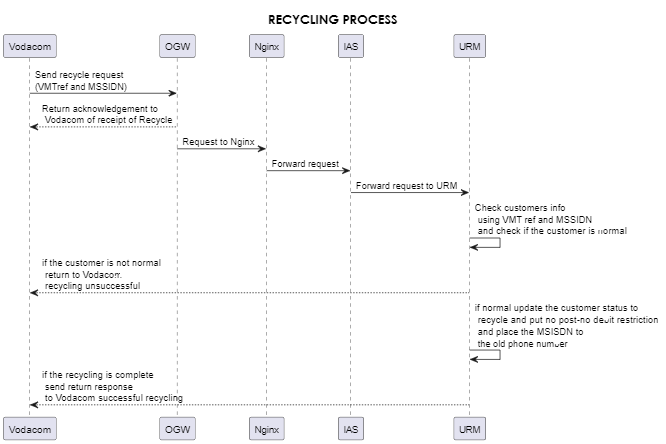 RECYCLING PROCESS
Vodacom
OGW
Nginx
IAS
URM
Send recycle request
(VMTref and MSSIDN)
Return acknowledgement to
Vodacom of receipt of Recycle
Request to Nginx
Forward request
Forward request to URM
Check customers info
using VMT ref and MSSIDN
and check if the customer is normal
if the customer is not normal
return to Vodacom.
recycling unsuccessful
if normal update the customer status to
recycle and put no post-no debit restriction
and place the MSISDN to
the old phone number
if the recycling is complete
send return response
to Vodacom successful recycling
Vodacom
OGW
Nginx
IAS
URM